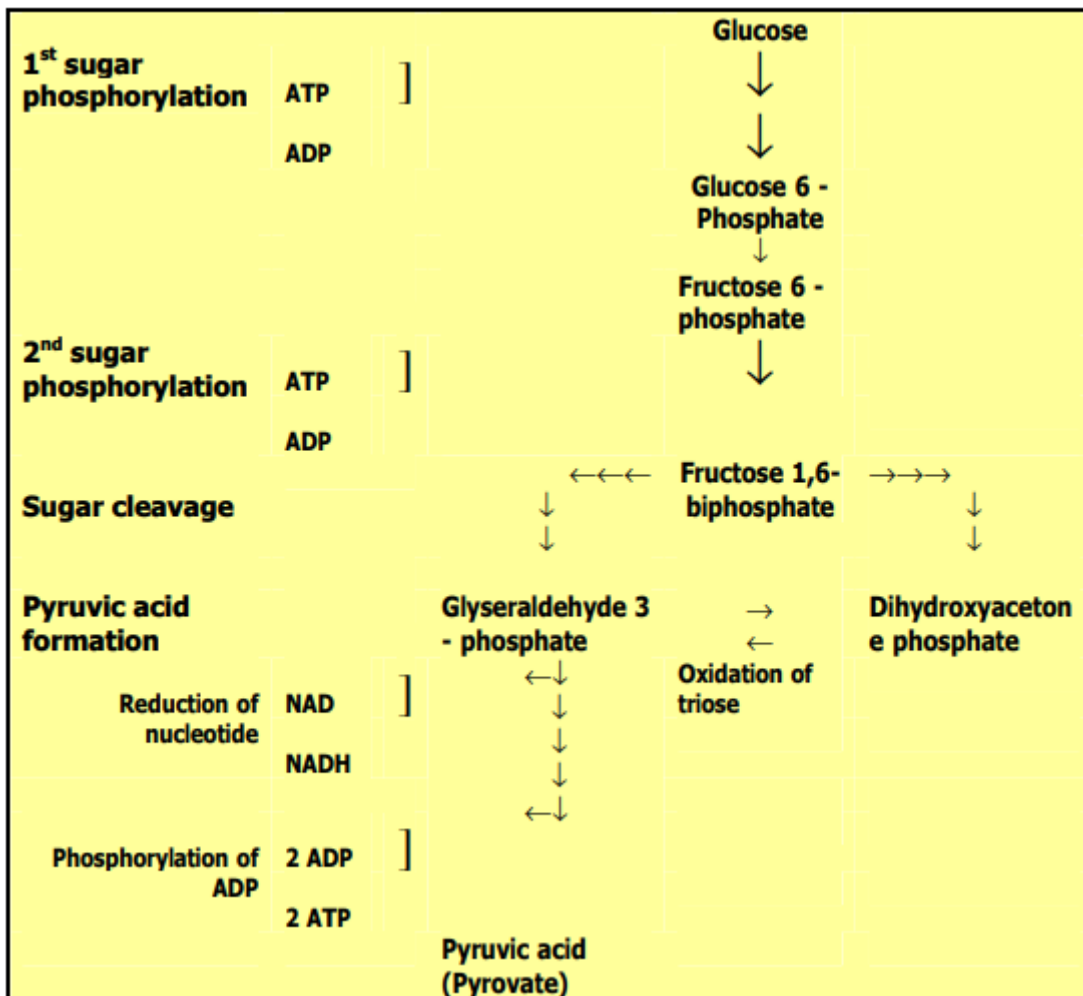 Glucose
1st sugar
phosphorylation
ATP
]
↓
ADP
↓
Glucose 6 -
Phosphate
↓
Fructose 6 -
phosphate
2nd sugar
phosphorylation
ATP
]
↓
ADP
←←← Fructose 1,6- →→→
biphosphate
Sugar cleavage
↓ ↓
↓ ↓
Pyruvic acid
formation
Glyseraldehyde 3
- phosphate
→
←
Dihydroxyaceton
e phosphate
Oxidation of
triose
←↓
Reduction of
nucleotide
NAD
]
↓
NADH
↓
↓
←↓
Phosphorylation of
ADP
2 ADP
]
2 ATP
Pyruvic acid
(Pyrovate)